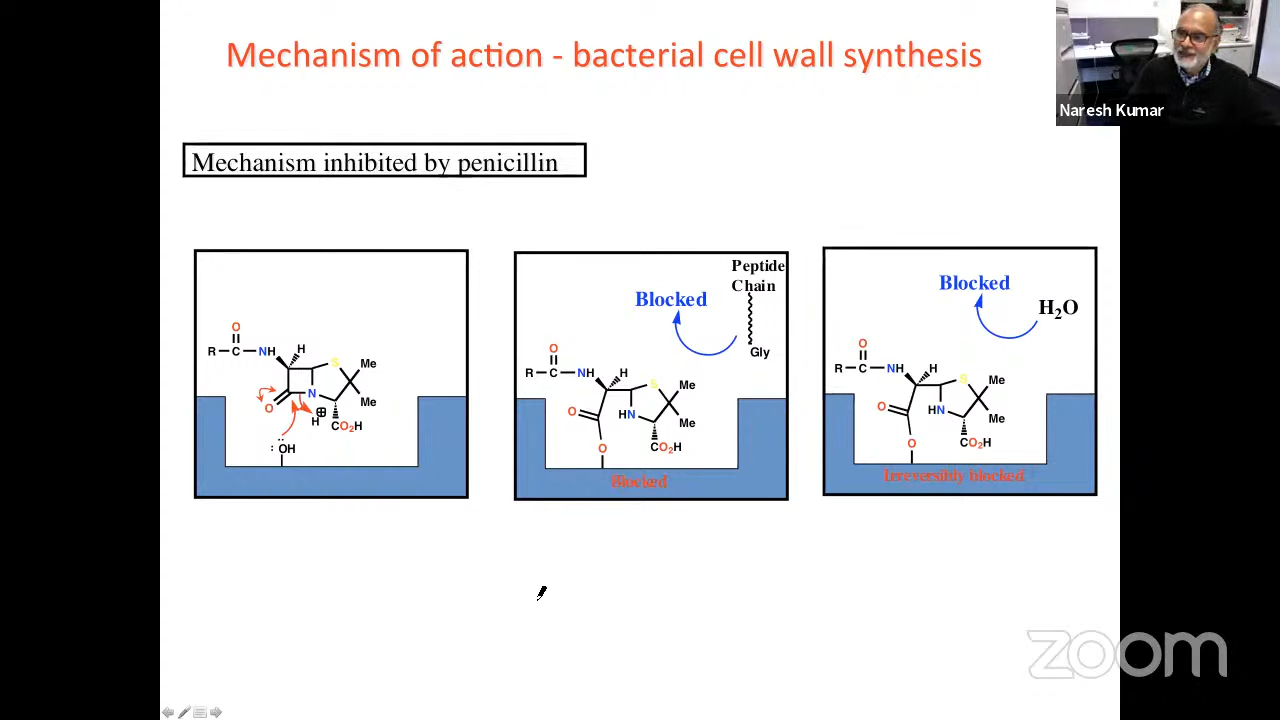 Mechanism of action - bacterial cell wall synthesis
Naresh Kumar
Mechanism inhibited by penicillin
O
R C NH H S Me
O N Me
H ⊕
CO2H
: OH
Peptide
Chain
Blocked
Gly
O
R C NH H S Me
O HN Me
CO2H
O
Blocked
Blocked
H2O
O
R C NH H S Me
O HN Me
CO2H
O
Irreversibly blocked
zoom